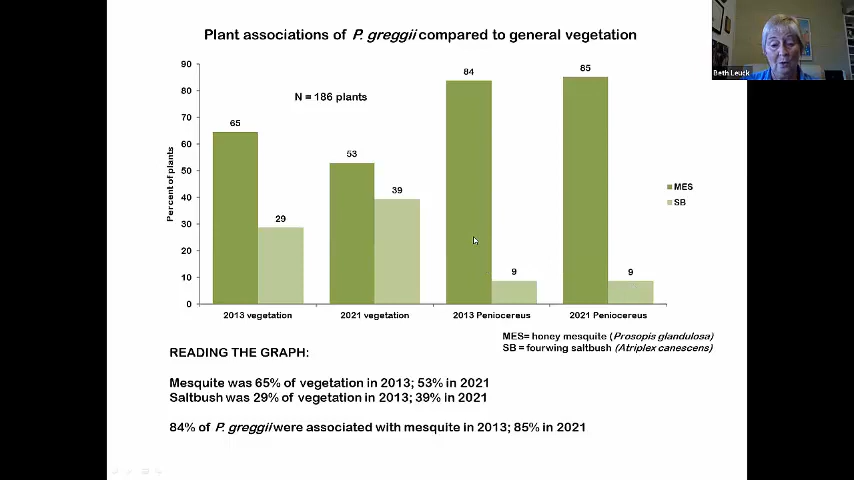 Plant associations of P. greggii compared to general vegetation
Beth Leuck
N = 186 plants
Percent of plants
90
80
70
60
50
40
30
20
10
0
65
29
53
39
84
9
85
9
2013 vegetation
2021 vegetation
2013 Peniocereus
2021 Peniocereus
MES
SB
MES= honey mesquite (Prosopis glandulosa)
SB = fourwing saltbush (Atriplex canescens)
READING THE GRAPH:
Mesquite was 65% of vegetation in 2013; 53% in 2021
Saltbush was 29% of vegetation in 2013; 39% in 2021
84% of P. greggii were associated with mesquite in 2013; 85% in 2021